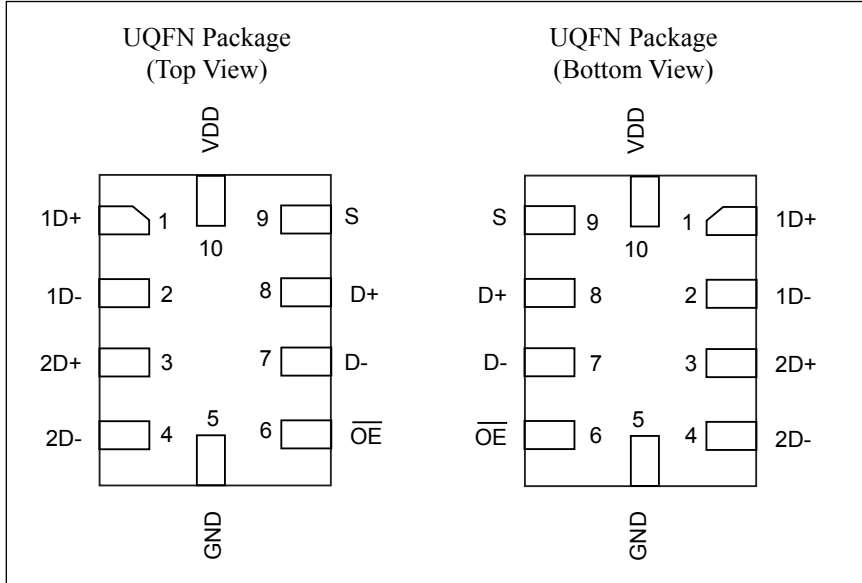 UQFN Package
(Top View)
VDD
1D+ 1 9 S
10
1D- 2 8 D+
2D+ 3 7 D-
5
2D- 4 6 O̅E̅
GND
UQFN Package
(Bottom View)
VDD
S 9 1 1D+
10
D+ 8 2 1D-
D- 7 3 2D+
5
O̅E̅ 6 4 2D-
GND